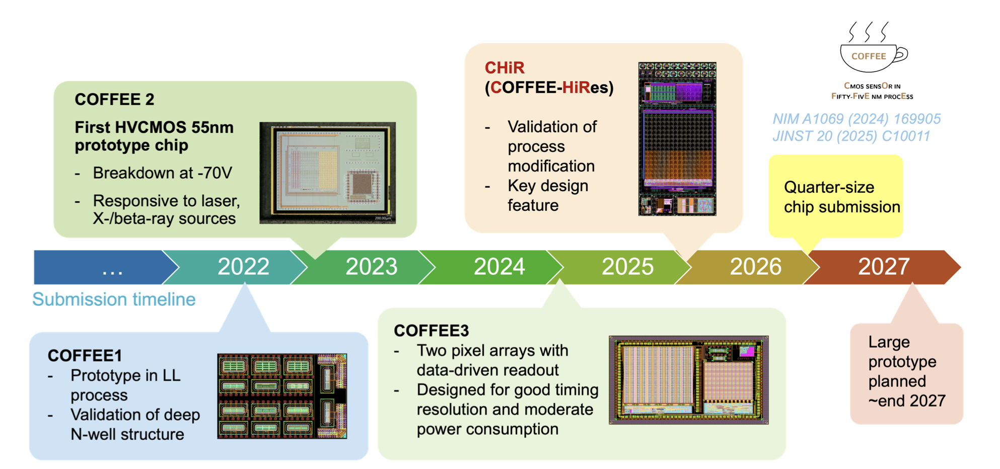 COFFEE
CMOS SENSOR IN
FIFTY-FIVE NM PROCESS
NIM A1069 (2024) 169905
JINST 20 (2025) C10011
COFFEE 2
First HVCMOS 55nm
prototype chip
- Breakdown at -70V
- Responsive to laser,
X-/beta-ray sources
200.00μm
CHiR
(COFFEE-HiRes)
- Validation of
process
modification
- Key design
feature
Quarter-size
chip submission
... 2022 2023 2024 2025 2026 2027
Submission timeline
COFFEE1
- Prototype in LL
process
- Validation of deep
N-well structure
COFFEE3
- Two pixel arrays with
data-driven readout
- Designed for good timing
resolution and moderate
power consumption
Large
prototype
planned
~end 2027